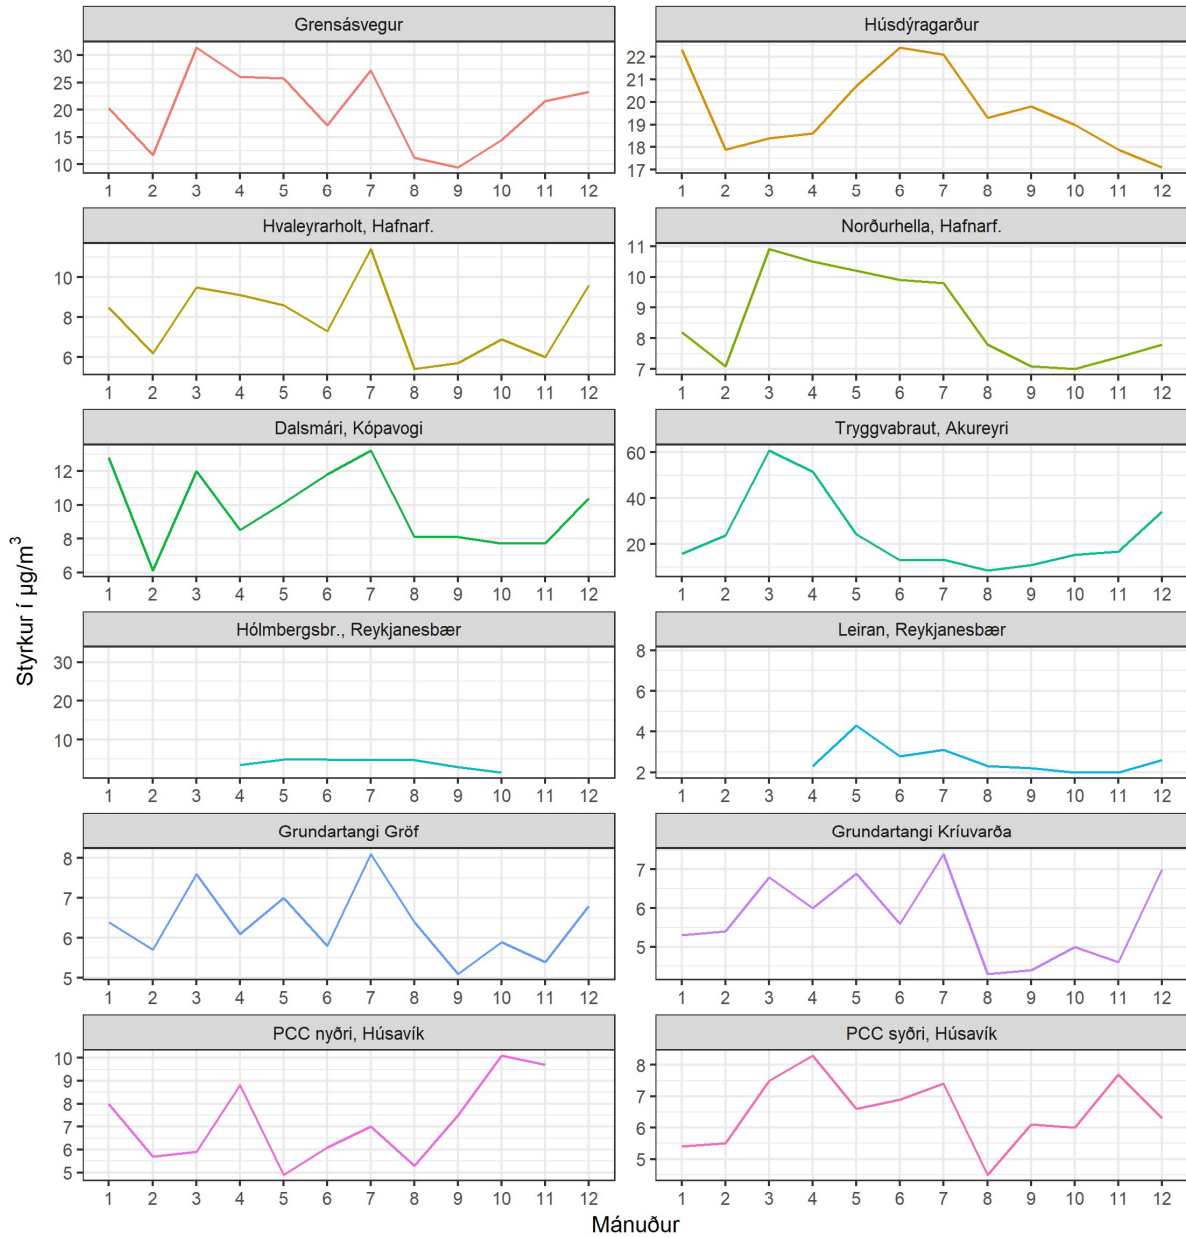 Grensásvegur
30
25
20
15
10
1 2 3 4 5 6 7 8 9 10 11 12
Húsdýragarður
22
21
20
19
18
17
1 2 3 4 5 6 7 8 9 10 11 12
Hvaleyrarholt, Hafnarf.
10
8
6
1 2 3 4 5 6 7 8 9 10 11 12
Norðurhella, Hafnarf.
11
10
9
8
7
1 2 3 4 5 6 7 8 9 10 11 12
Dalsmári, Kópavogi
12
10
8
6
1 2 3 4 5 6 7 8 9 10 11 12
Tryggvabraut, Akureyri
60
40
20
1 2 3 4 5 6 7 8 9 10 11 12
Hólmbergsbr., Reykjanesbær
30
20
10
1 2 3 4 5 6 7 8 9 10 11 12
Leiran, Reykjanesbær
8
6
4
2
1 2 3 4 5 6 7 8 9 10 11 12
Grundartangi Gröf
8
7
6
5
1 2 3 4 5 6 7 8 9 10 11 12
Grundartangi Kríuvarða
7
6
5
1 2 3 4 5 6 7 8 9 10 11 12
PCC nyðri, Húsavík
10
9
8
7
6
5
1 2 3 4 5 6 7 8 9 10 11 12
PCC syðri, Húsavík
8
7
6
5
1 2 3 4 5 6 7 8 9 10 11 12
Styrkur í µg/m³
Mánuður